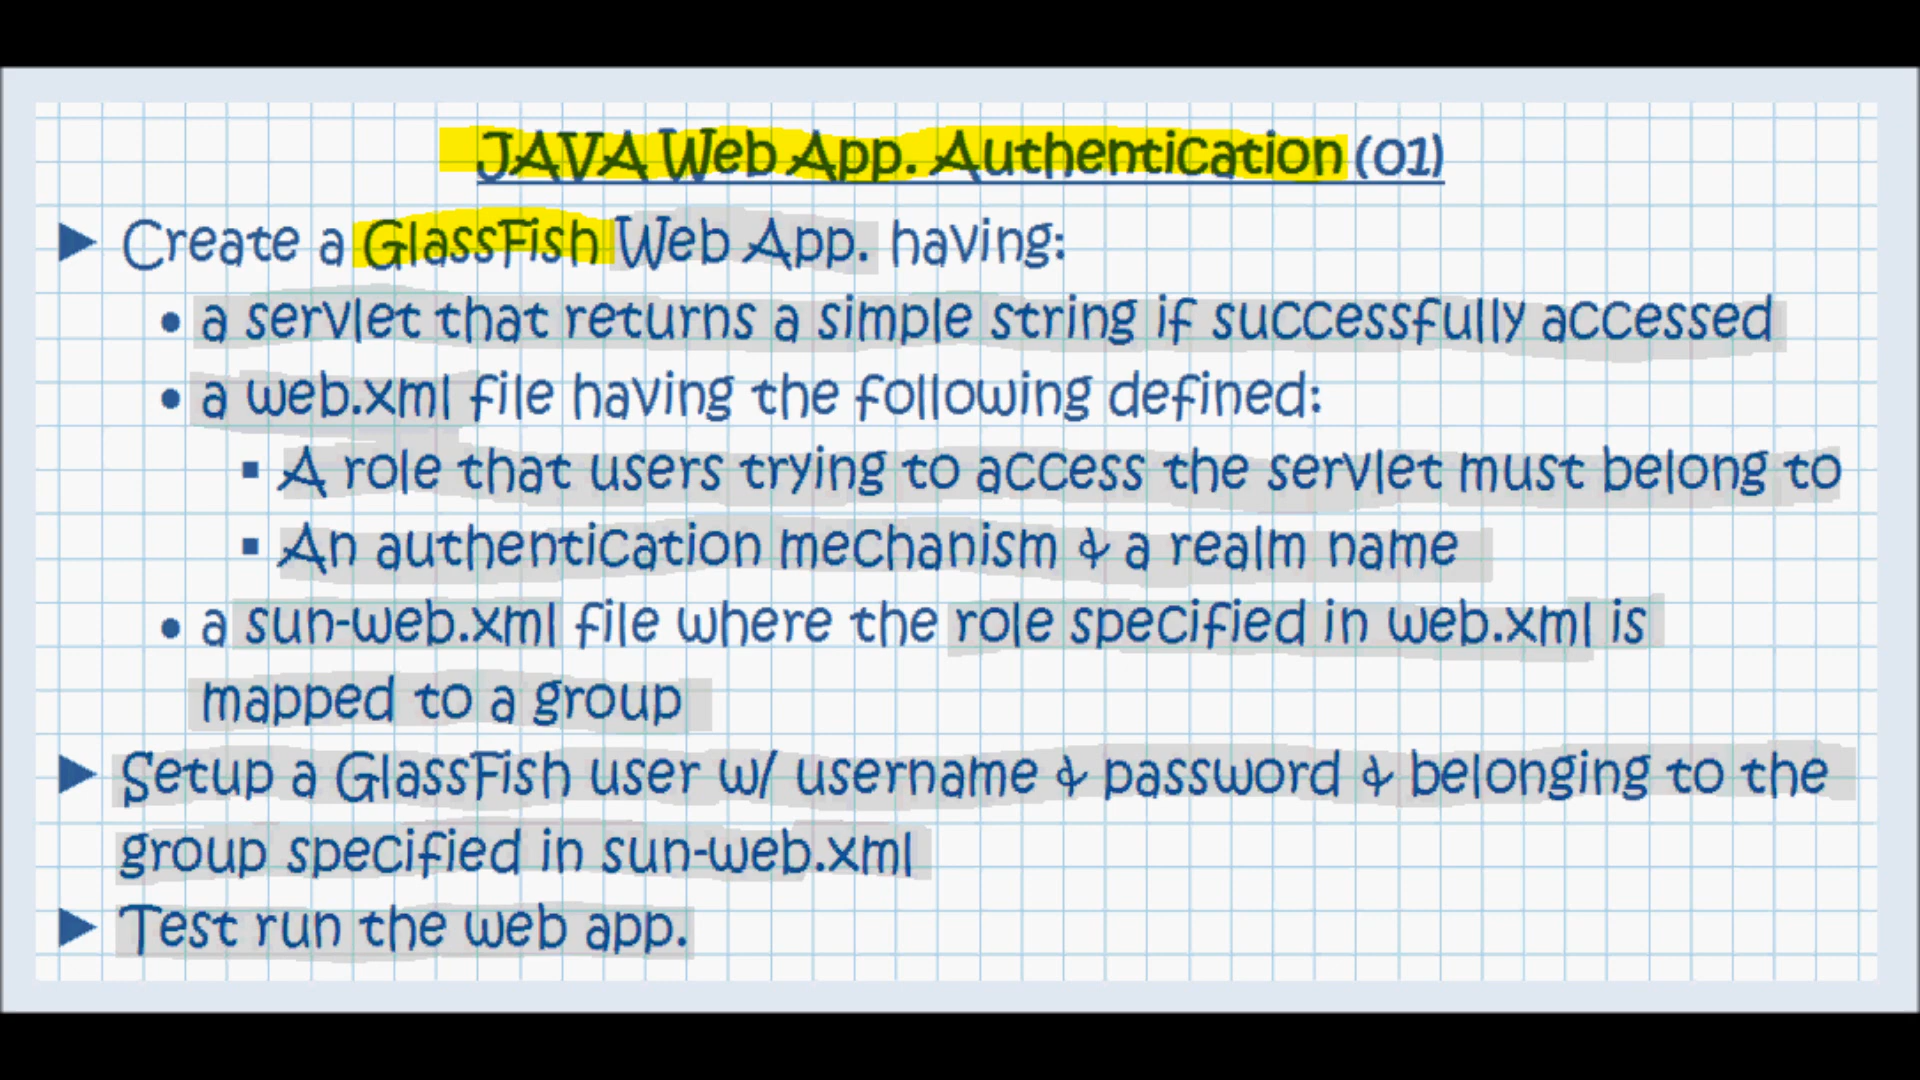 JAVA Web App. Authentication (01)
► Create a GlassFish Web App. having:
• a servlet that returns a simple string if successfully accessed
• a web.xml file having the following defined:
▪ A role that users trying to access the servlet must belong to
▪ An authentication mechanism & a realm name
• a sun-web.xml file where the role specified in web.xml is
mapped to a group
► Setup a GlassFish user w/ username & password & belonging to the
group specified in sun-web.xml
► Test run the web app.